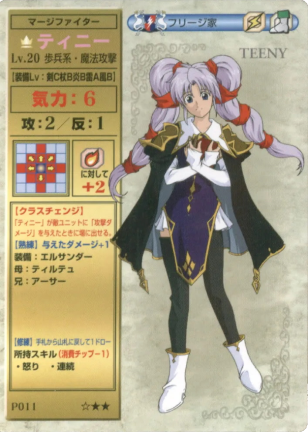 マージファイター
ティニー
Lv.20 歩兵系・魔法攻撃
【装備Lv:剣C杖B炎B雷A風B】
気力:6
攻:2/反:1
に対して
+2
【クラスチェンジ】
「ティニー」が敵ユニットに「攻撃ダ
メージ」を与えたときに場に出せる。
【熟練】与えたダメージ+1
装備:エルサンダー
母:ティルテュ
兄:アーサー
【修練】手札から山札に戻して1ドロー
所持スキル(消費チップ-1)
・怒り ・連続
P011 ☆★★
フリージ家
TEENY